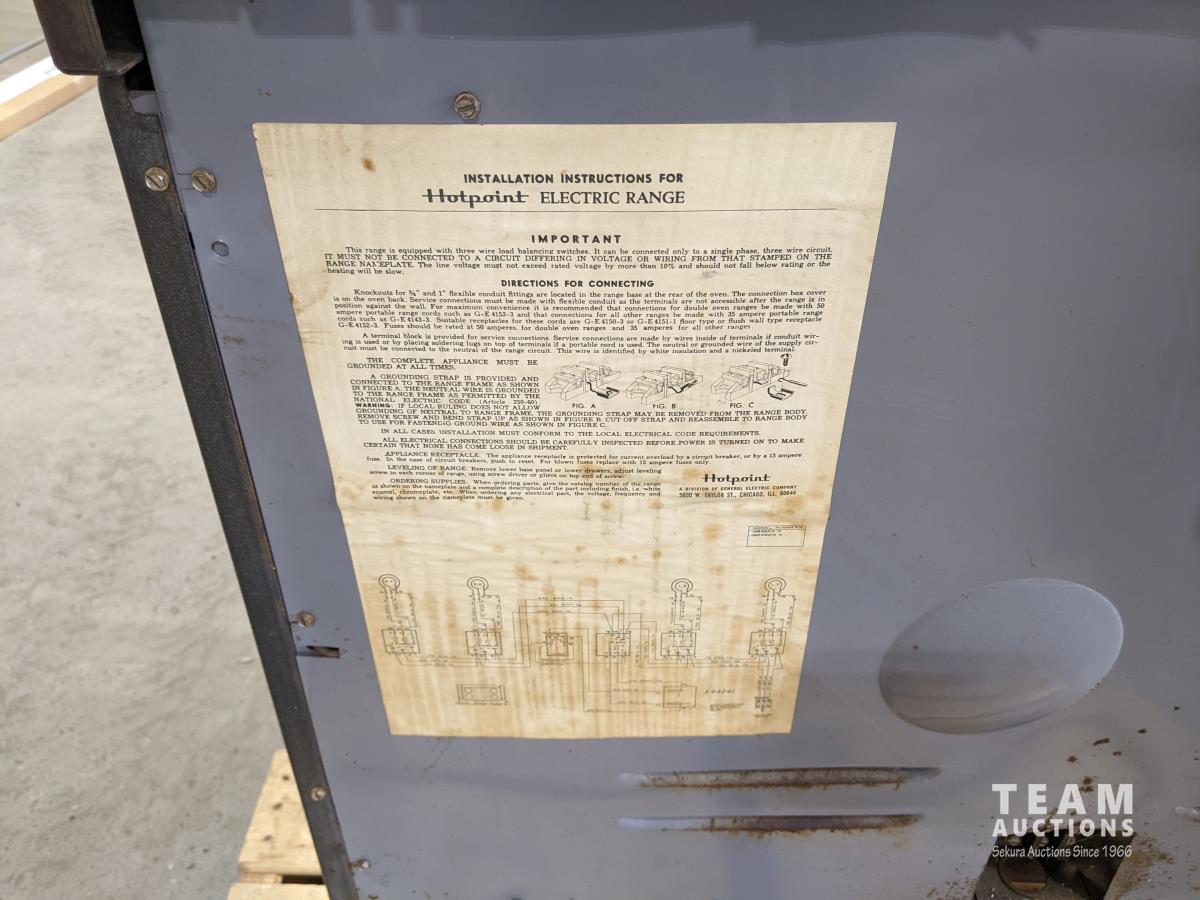 INSTALLATION INSTRUCTIONS FOR
Hotpoint ELECTRIC RANGE
IMPORTANT
This range is equipped with three wire load balancing switches. It can be connected only to a single phase, three wire circuit.
IT MUST NOT BE CONNECTED TO A CIRCUIT DIFFERING IN VOLTAGE OR WIRING FROM THAT STAMPED ON THE
RANGE NAMEPLATE. The line voltage must not exceed rated voltage by more than 10% and should not fall below rating or the
heating will be slow.
DIRECTIONS FOR CONNECTING
Knockouts for ¾" and 1" flexible conduit fittings are located in the range base at the rear of the oven. The connection box cover
is on the oven back. Service connections must be made with flexible conduit as the terminals are not accessible after the range is in
position against the wall. For maximum convenience it is recommended that connections for double oven ranges be made with 50
ampere portable range cords such as G-E 4153-3 and that connections for all other ranges be made with 35 ampere portable range
cords such as G-E 4143-3. Suitable receptacles for these cords are G-E 4150-3 or G-E 4151-1 floor type or flush wall type receptacle
G-E 4152-3. Fuses should be rated at 50 amperes, for double oven ranges and 35 amperes for all other ranges.
A terminal block is provided for service connections. Service connections are made by wires inside of terminals if conduit wir-
ing is used or by placing soldering lugs on top of terminals if a portable cord is used. The neutral or grounded wire of the supply cir-
cuit must be connected to the neutral of the range circuit. This wire is identified by white insulation and a nickeled terminal.
THE COMPLETE APPLIANCE MUST BE
GROUNDED AT ALL TIMES.
A GROUNDING STRAP IS PROVIDED AND
CONNECTED TO THE RANGE FRAME AS SHOWN
IN FIGURE A. THE NEUTRAL WIRE IS GROUNDED
TO THE RANGE FRAME AS PERMITTED BY THE
NATIONAL ELECTRIC CODE (Article 250-60)
FIG. A FIG. B FIG. C
WARNING: IF LOCAL RULING DOES NOT ALLOW
GROUNDING OF NEUTRAL TO RANGE FRAME, THE GROUNDING STRAP MAY BE REMOVED FROM THE RANGE BODY.
REMOVE SCREW AND BEND STRAP UP AS SHOWN IN FIGURE B. CUT OFF STRAP AND REASSEMBLE TO RANGE BODY
TO USE FOR FASTENING GROUND WIRE AS SHOWN IN FIGURE C.
IN ALL CASES INSTALLATION MUST CONFORM TO THE LOCAL ELECTRICAL CODE REQUIREMENTS.
ALL ELECTRICAL CONNECTIONS SHOULD BE CAREFULLY INSPECTED BEFORE POWER IS TURNED ON TO MAKE
CERTAIN THAT NONE HAS COME LOOSE IN SHIPMENT.
APPLIANCE RECEPTACLE. The appliance receptacle is protected for current overload by a circuit breaker, or by a 15 ampere
fuse. In the case of circuit breakers, push to reset. For blown fuses replace with 15 ampere fuses only.
LEVELING OF RANGE: Remove lower base panel or lower drawers, adjust leveling
screw in each corner of range, using screw driver or pliers on top end of screw.
ORDERING SUPPLIES: When ordering parts, give the catalog number of the range
as shown on the nameplate and a complete description of the part including finish, i.e. white
enamel, chromeplate, etc. When ordering any electrical part, the voltage, frequency and
wiring shown on the nameplate must be given.
Hotpoint
A DIVISION OF GENERAL ELECTRIC COMPANY
5600 W. TAYLOR ST., CHICAGO, ILL. 60644
MODEL NUMBERS
TEAM
AUCTIONS
Sekura Auctions Since 1966